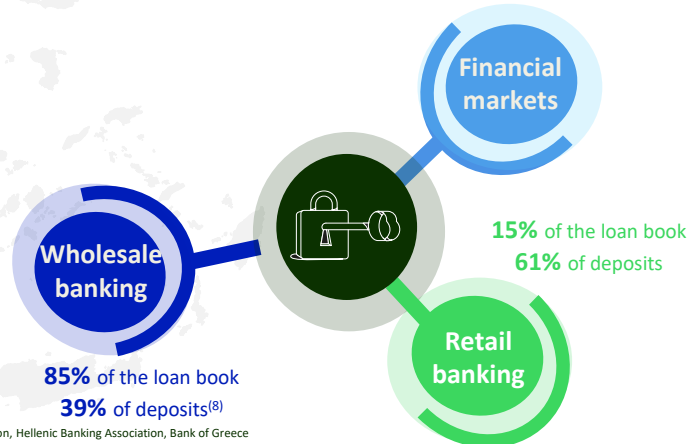 Financial
markets
15% of the loan book
61% of deposits
Wholesale
banking
Retail
banking
85% of the loan book
39% of deposits(8)
Hellenic Banking Association, Bank of Greece